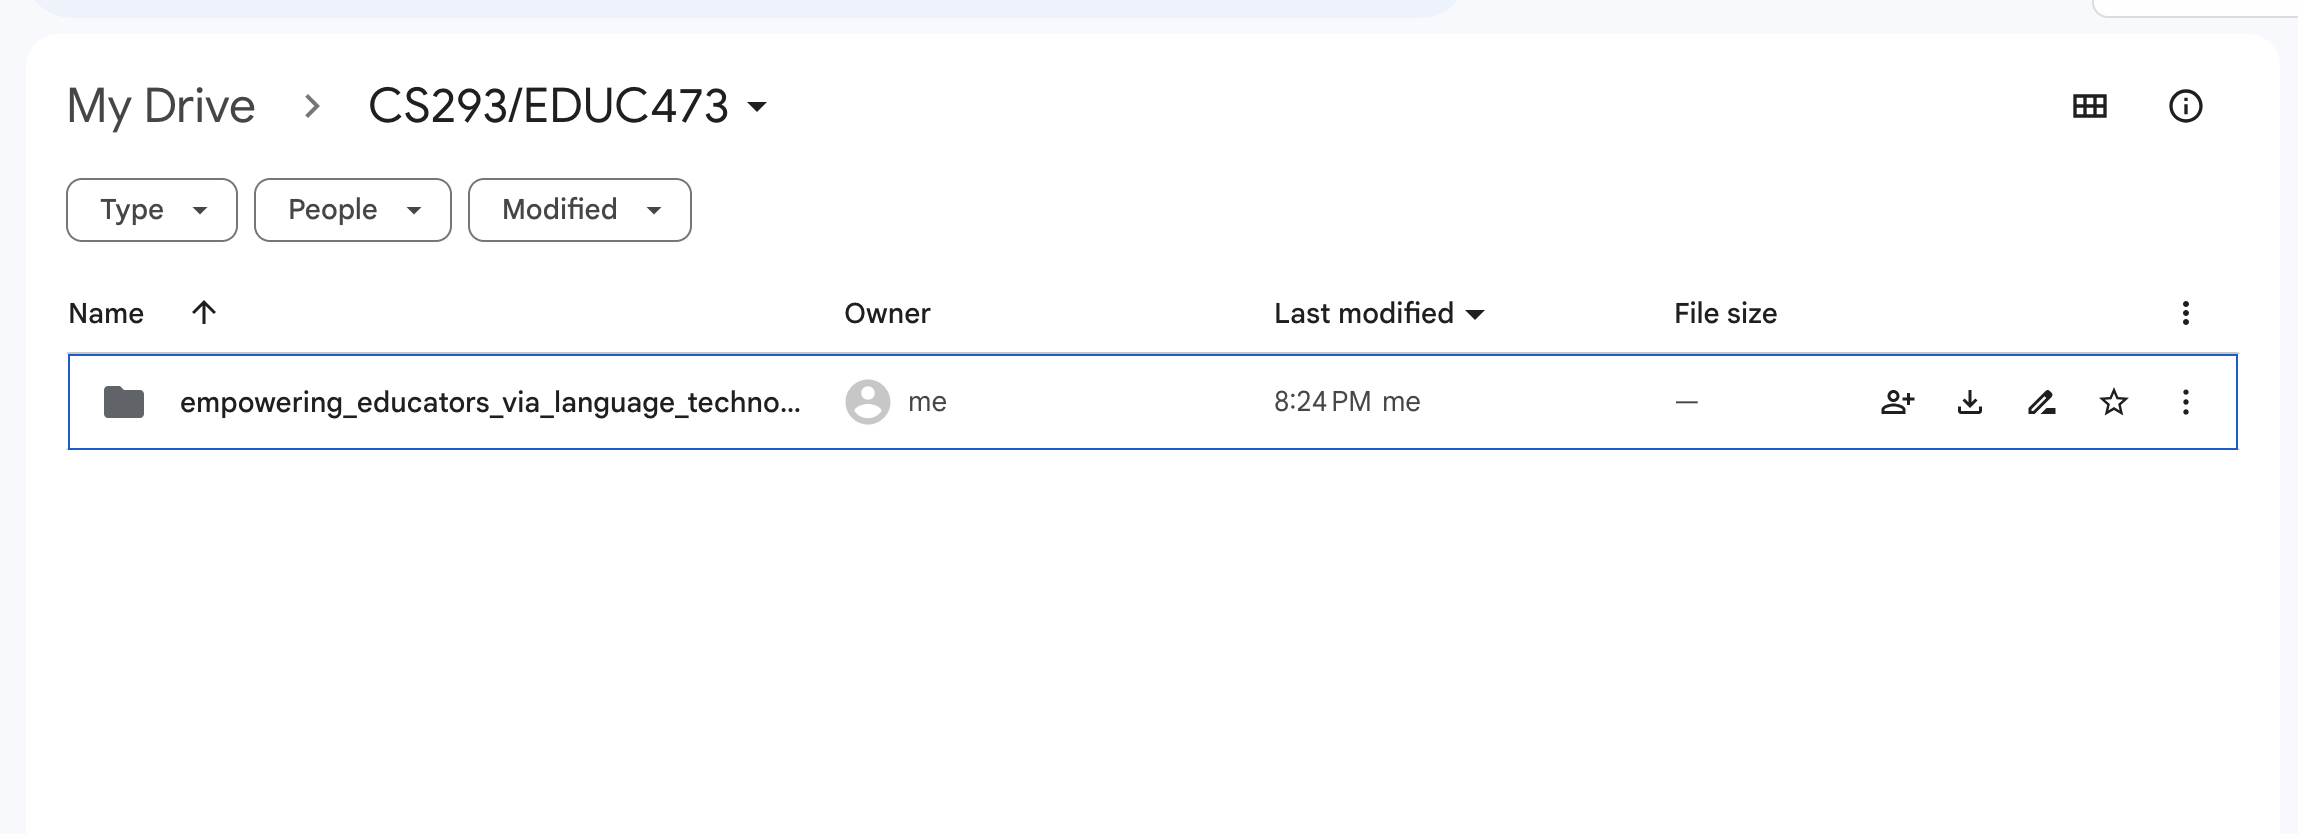 My Drive > CS293/EDUC473
Type People Modified
Name Owner Last modified File size
empowering_educators_via_language_techno... me 8:24 PM me —